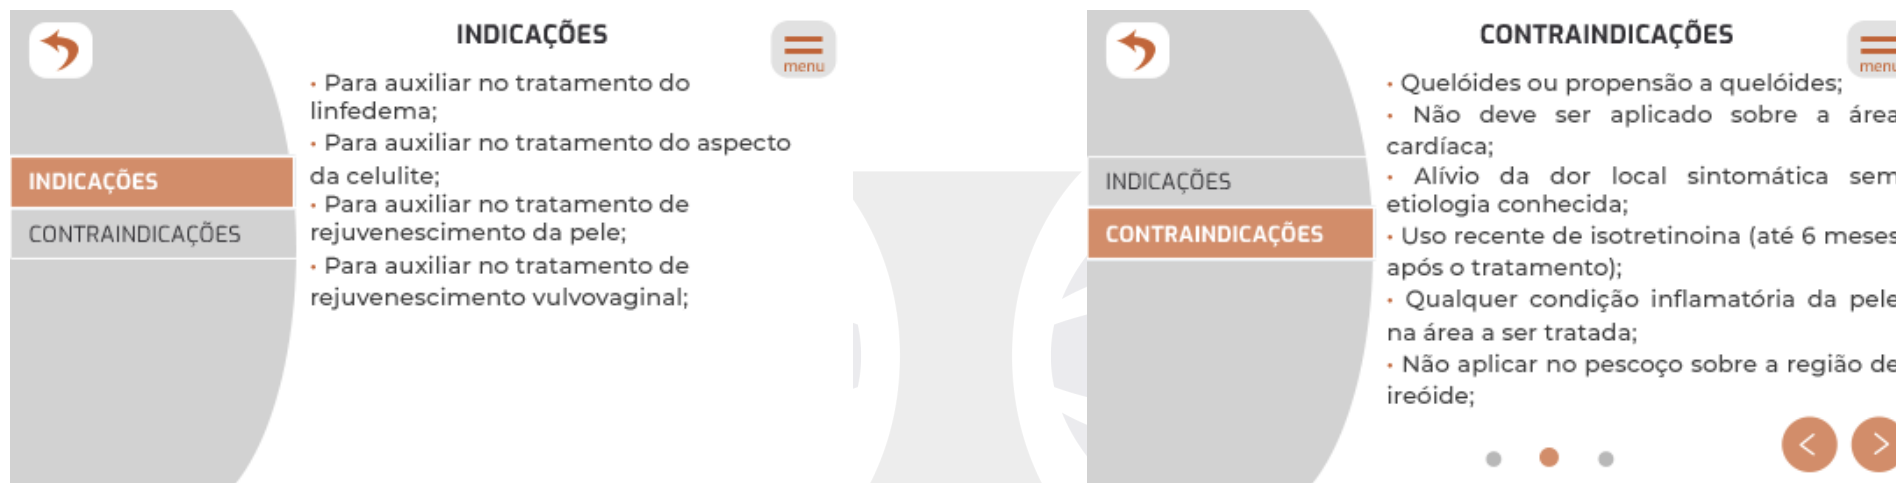 INDICAÇÕES
menu
• Para auxiliar no tratamento do
linfedema;
• Para auxiliar no tratamento do aspecto
da celulite;
• Para auxiliar no tratamento de
rejuvenescimento da pele;
• Para auxiliar no tratamento de
rejuvenescimento vulvovaginal;
INDICAÇÕES
CONTRAINDICAÇÕES
CONTRAINDICAÇÕES
menu
• Quelóides ou propensão a quelóides;
• Não deve ser aplicado sobre a área
cardíaca;
• Alívio da dor local sintomática sem
etiologia conhecida;
• Uso recente de isotretinoina (até 6 meses
após o tratamento);
• Qualquer condição inflamatória da pele
na área a ser tratada;
• Não aplicar no pescoço sobre a região de
ireóide;
INDICAÇÕES
CONTRAINDICAÇÕES